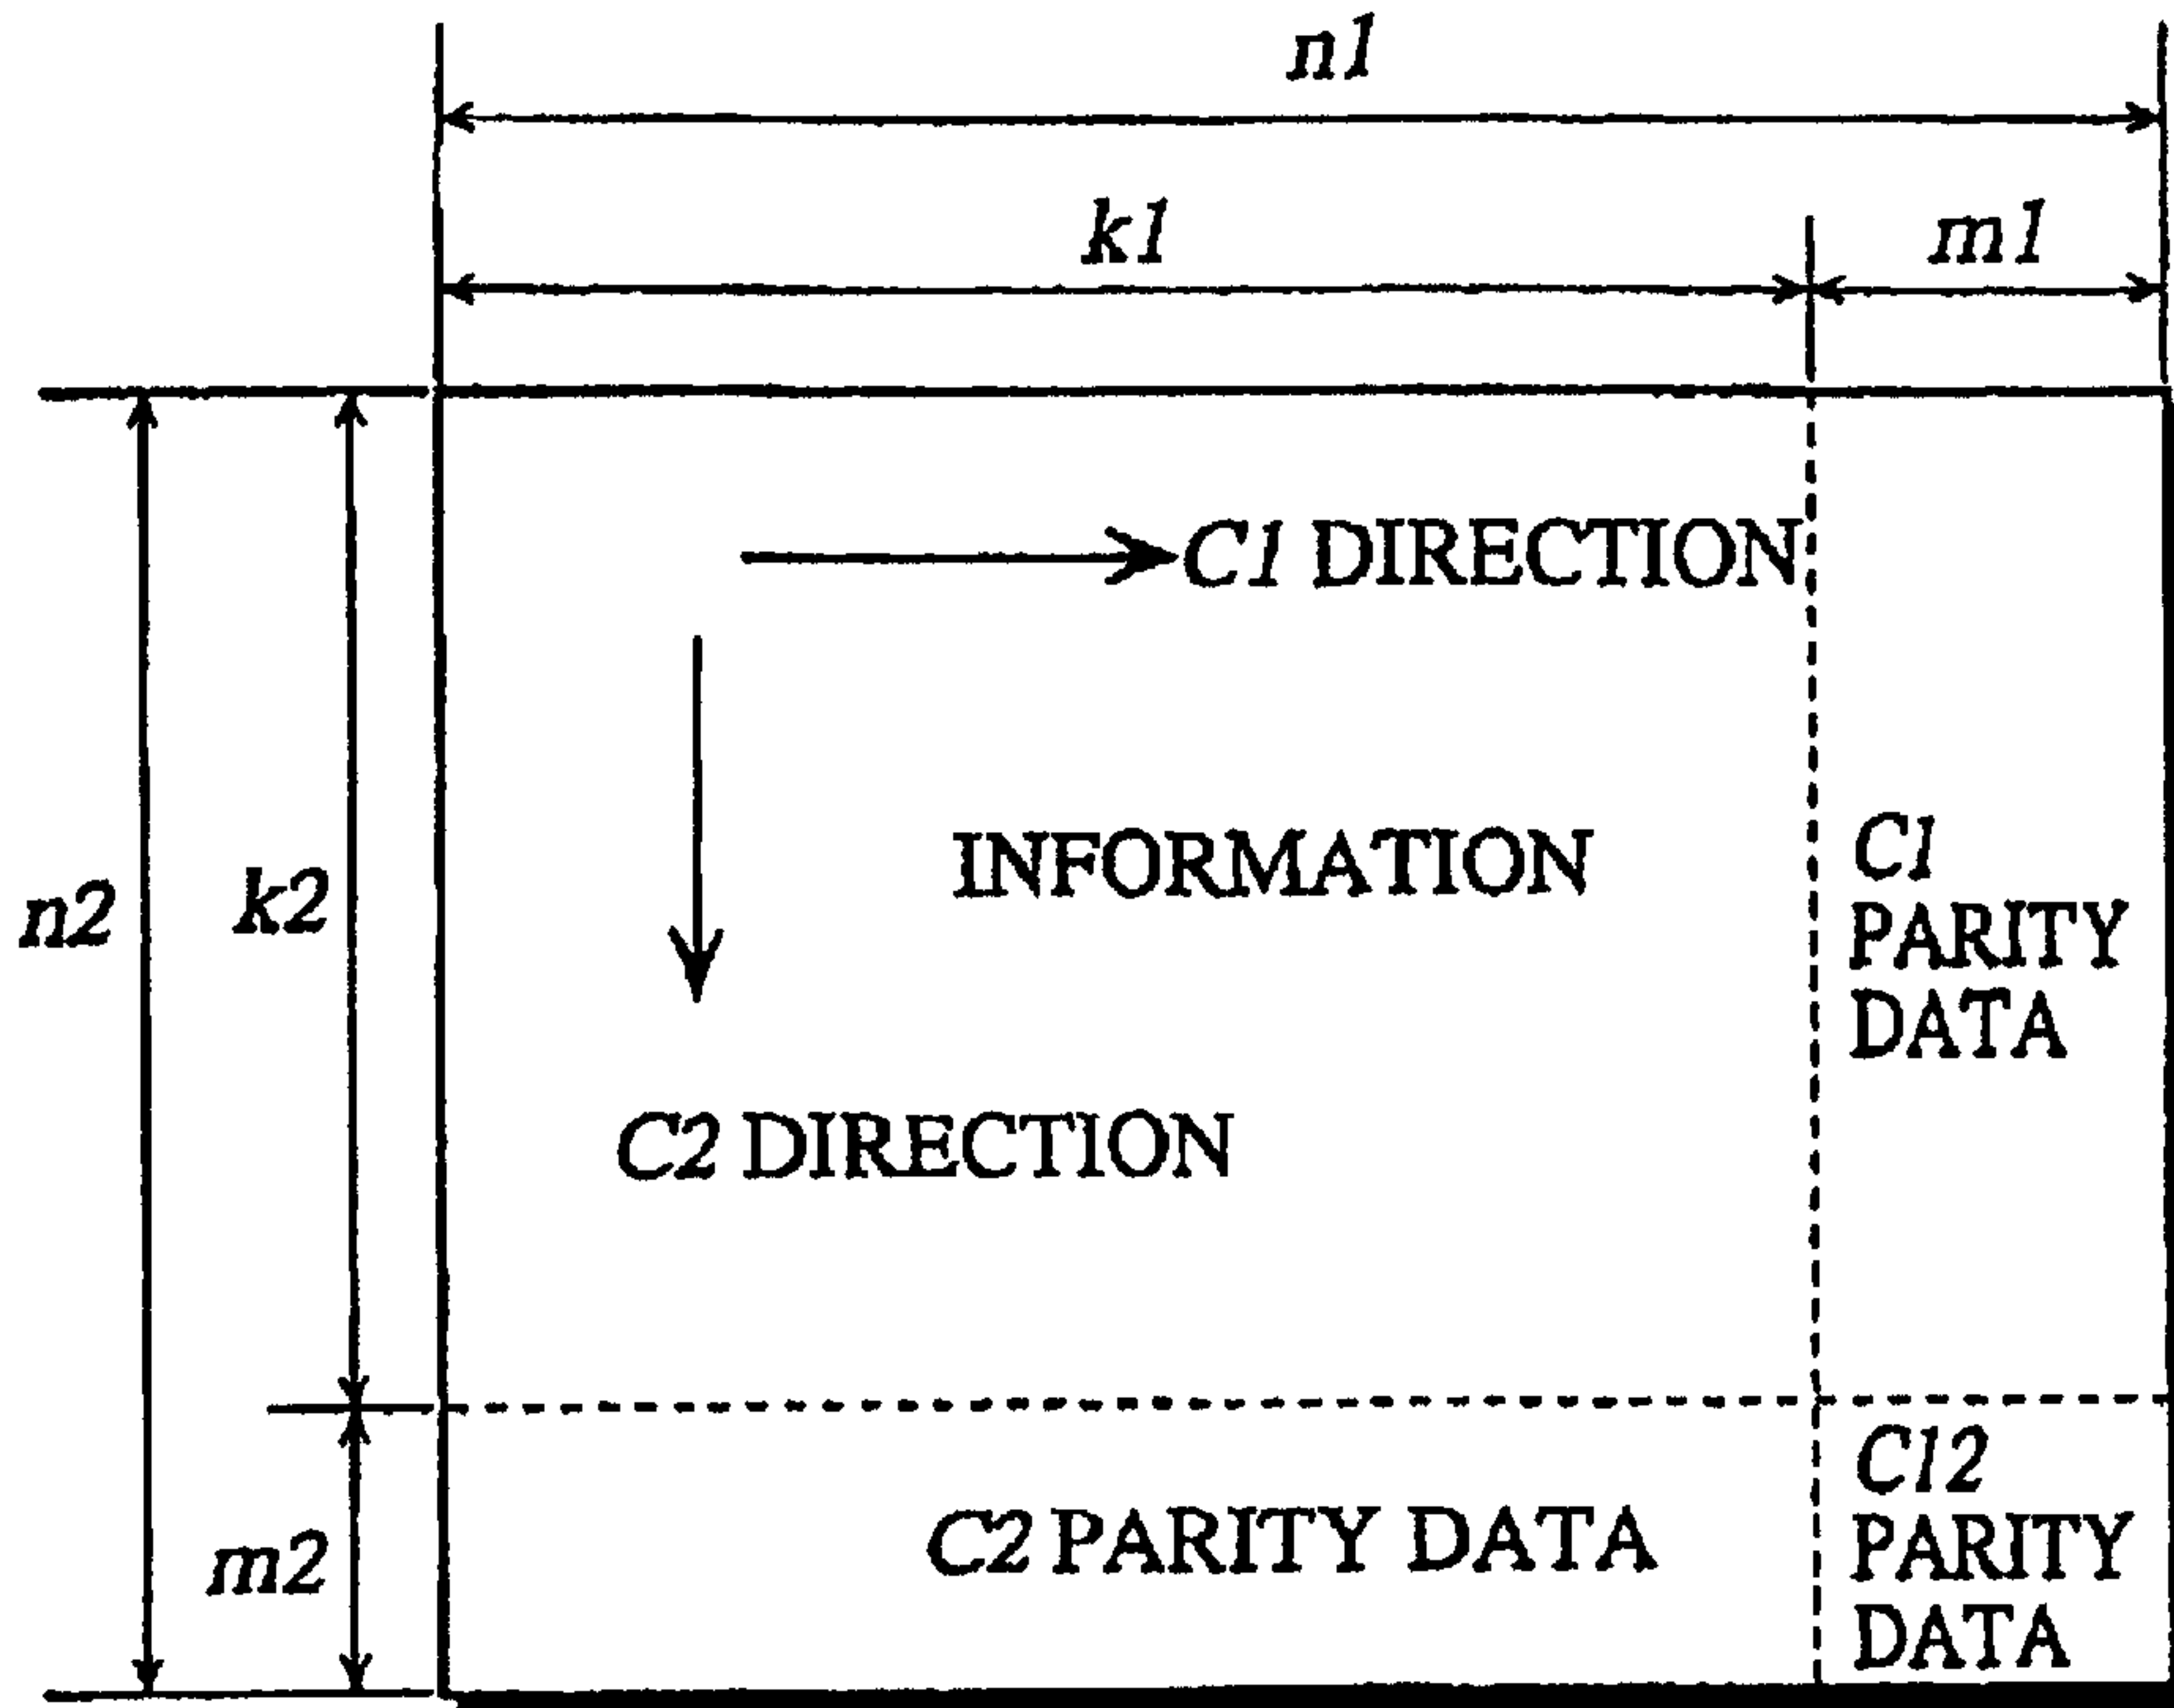 n1
k1
m1
C1 DIRECTION
INFORMATION
C1
PARITY
DATA
n2
k2
C2 DIRECTION
C12
PARITY
DATA
C2 PARITY DATA
m2